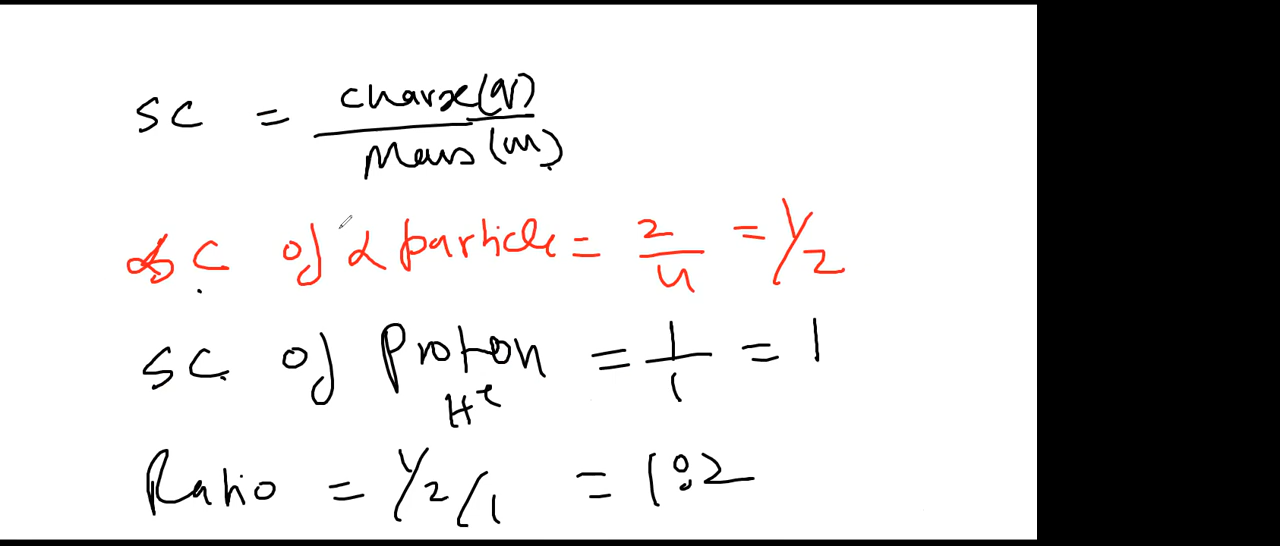 SC = charge(q)
Mass (m)
SC of α particle = 2/4 = 1/2
SC of Proton = 1/1 = 1
H+
Ratio = 1/2/1 = 1:2